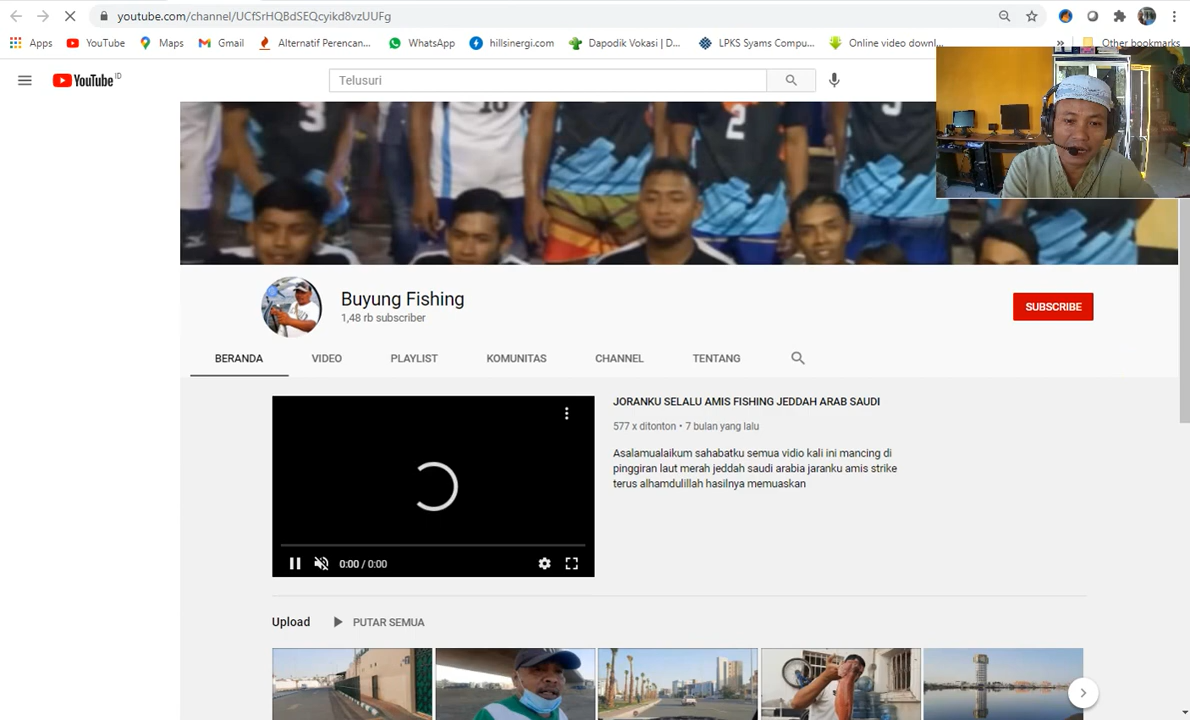 youtube.com/channel/UCfSrHQBdSEQcyikd8vzUUFg
Apps YouTube Maps Gmail Alternatif Perencan... WhatsApp hillsinergi.com Dapodik Vokasi | D... LPKS Syams Compu... Online video downl... » Other bookmarks
YouTube ID
Telusuri
3
10
2
Buyung Fishing
1,48 rb subscriber
SUBSCRIBE
BERANDA VIDEO PLAYLIST KOMUNITAS CHANNEL TENTANG
JORANKU SELALU AMIS FISHING JEDDAH ARAB SAUDI
577 x ditonton • 7 bulan yang lalu
Asalamualaikum sahabatku semua vidio kali ini mancing di
pinggiran laut merah jeddah saudi arabia jaranku amis strike
terus alhamdulillah hasilnya memuaskan
0:00 / 0:00
Upload PUTAR SEMUA